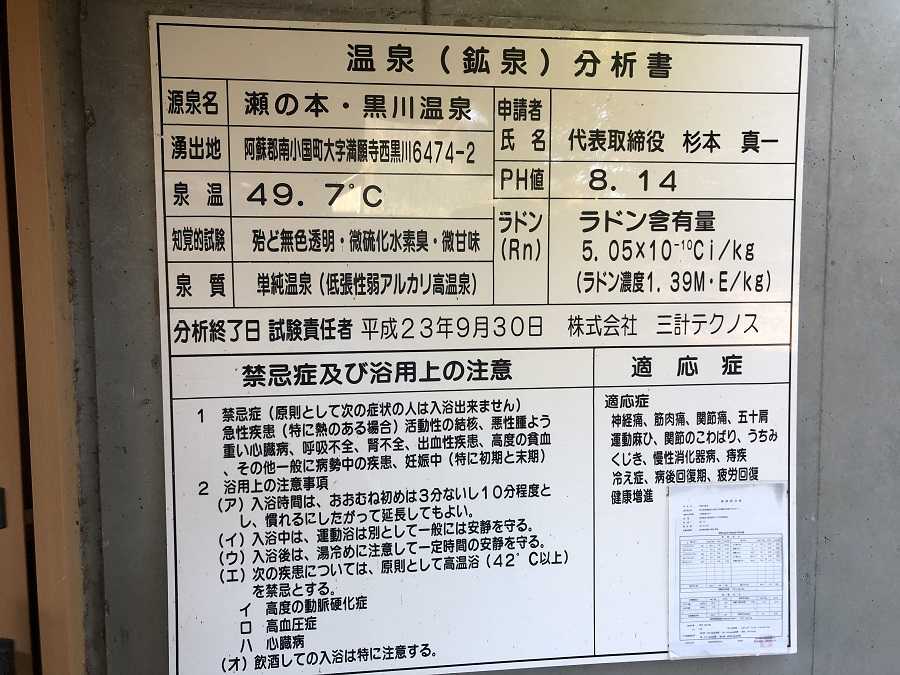 温泉（鉱泉）分析書
源泉名 瀬の本・黒川温泉
申請者氏名 代表取締役 杉本 真一
湧出地 阿蘇郡南小国町大字満願寺西黒川6474-2
PH値 8.14
泉温 49.7°C
ラドン(Rn) ラドン含有量
5.05×10⁻¹⁰Ci/kg
(ラドン濃度1.39M・E/kg)
知覚的試験 殆ど無色透明・微硫化水素臭・微甘味
泉質 単純温泉（低張性弱アルカリ高温泉）
分析終了日 試験責任者 平成23年9月30日 株式会社 三計テクノス
禁忌症及び浴用上の注意
1 禁忌症（原則として次の症状の人は入浴出来ません）
急性疾患（特に熱のある場合）活動性の結核、悪性腫よう
重い心臓病、呼吸不全、腎不全、出血性疾患、高度の貧血
、その他一般に病勢中の疾患、妊娠中（特に初期と末期）
2 浴用上の注意事項
(ア) 入浴時間は、おおむね初めは3分ないし10分程度と
し、慣れるにしたがって延長してもよい。
(イ) 入浴中は、運動浴は別として一般には安静を守る。
(ウ) 入浴後は、湯冷めに注意して一定時間の安静を守る。
(エ) 次の疾患については、原則として高温浴（42°C以上）
を禁忌とする。
イ 高度の動脈硬化症
ロ 高血圧症
ハ 心臓病
(オ) 飲酒しての入浴は特に注意する。
適応症
適応症
神経痛、筋肉痛、関節痛、五十肩
運動麻ひ、関節のこわばり、うちみ
くじき、慢性消化器病、痔疾
冷え症、病後回復期、疲労回復
健康増進